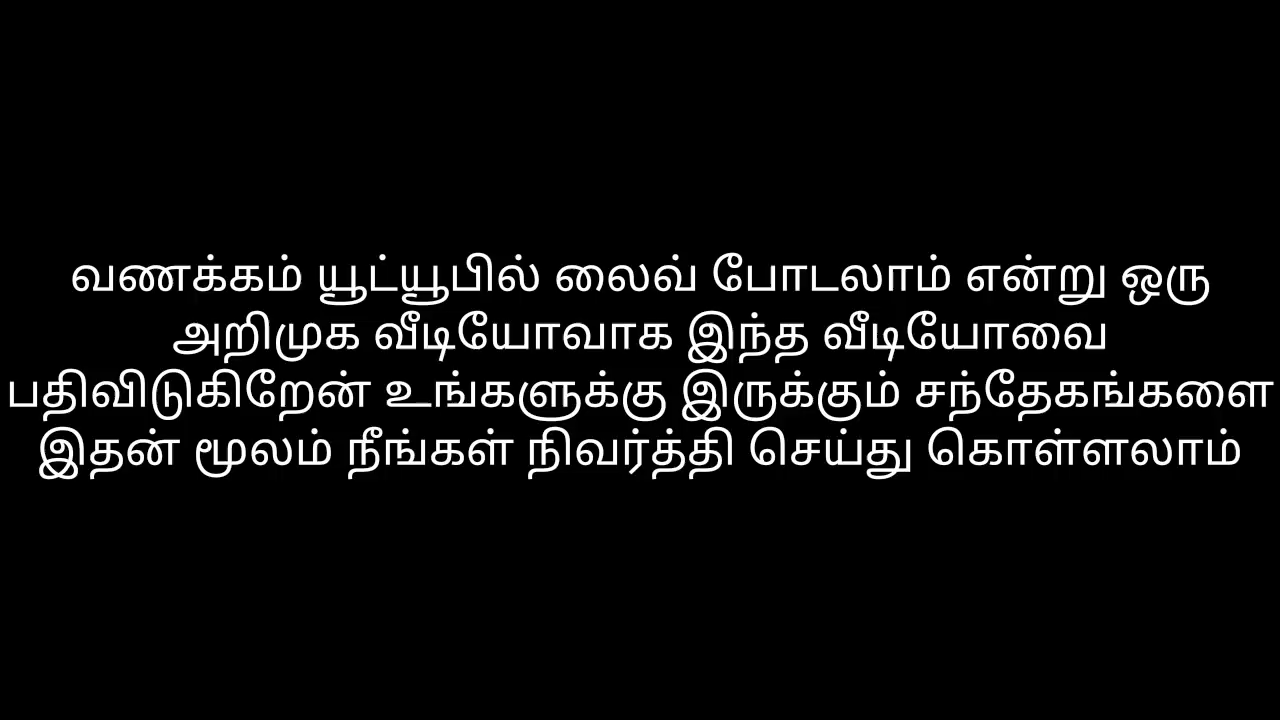 வணக்கம் யூட்யூபில் லைவ் போடலாம் என்று ஒரு
அறிமுக வீடியோவாக இந்த வீடியோவை
பதிவிடுகிறேன் உங்களுக்கு இருக்கும் சந்தேகங்களை
இதன் மூலம் நீங்கள் நிவர்த்தி செய்து கொள்ளலாம்